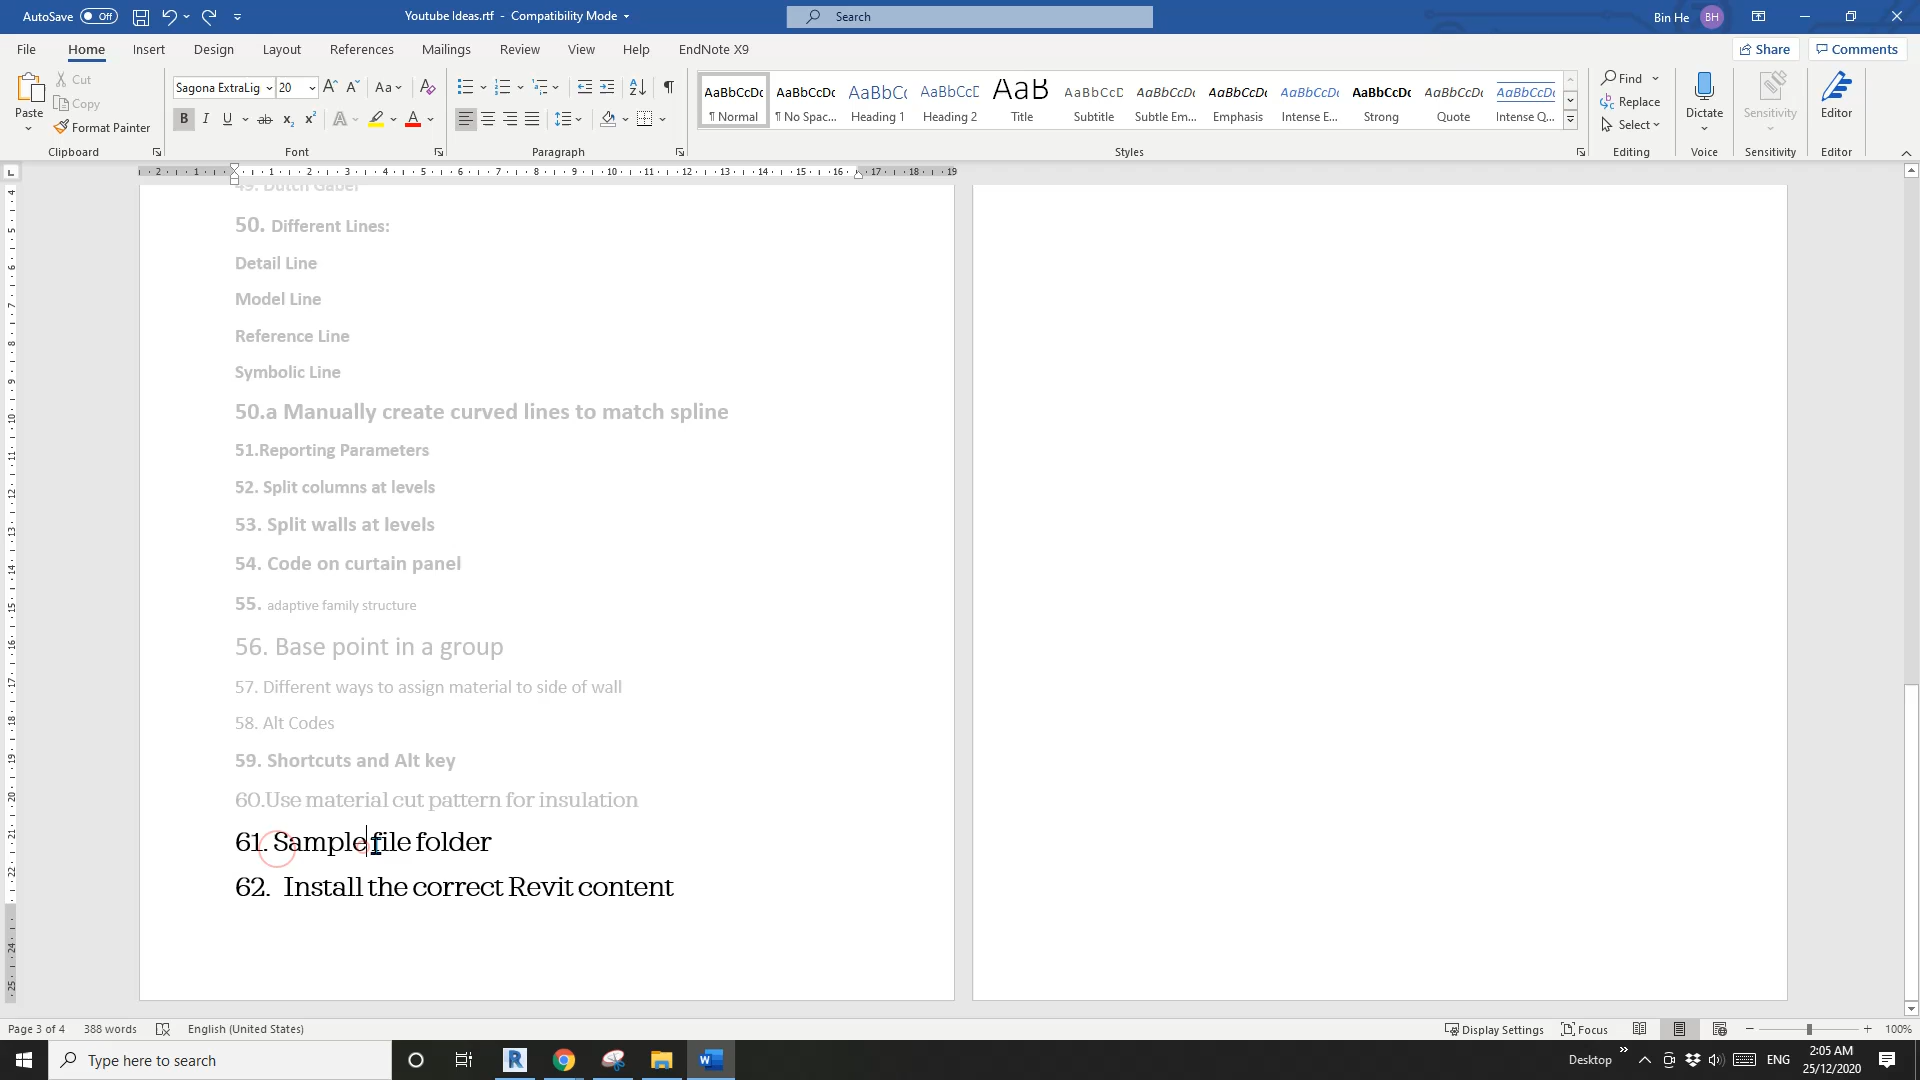 AutoSave Off Youtube Ideas.rtf - Compatibility Mode Search Bin He BH
File Home Insert Design Layout References Mailings Review View Help EndNote X9 Share Comments
Paste Cut Copy Format Painter Clipboard
Sagona ExtraLig 20 Font
Paragraph
AaBbCcDc AaBbCcDc AaBbC AaBbCcD AaB AaBbCcD AaBbCcDc AaBbCcDc AaBbCcDc AaBbCcDc AaBbCcDc AaBbCcDc
¶ Normal ¶ No Spac... Heading 1 Heading 2 Title Subtitle Subtle Em... Emphasis Intense E... Strong Quote Intense Q...
Styles
Find Replace Select Editing
Dictate Voice
Sensitivity Sensitivity
Editor Editor
49. Dutch Gabel
50. Different Lines:
Detail Line
Model Line
Reference Line
Symbolic Line
50.a Manually create curved lines to match spline
51.Reporting Parameters
52. Split columns at levels
53. Split walls at levels
54. Code on curtain panel
55. adaptive family structure
56. Base point in a group
57. Different ways to assign material to side of wall
58. Alt Codes
59. Shortcuts and Alt key
60.Use material cut pattern for insulation
61. Sample file folder
62. Install the correct Revit content
Page 3 of 4 388 words English (United States) Display Settings Focus 100%
Type here to search Desktop ENG 2:05 AM
25/12/2020